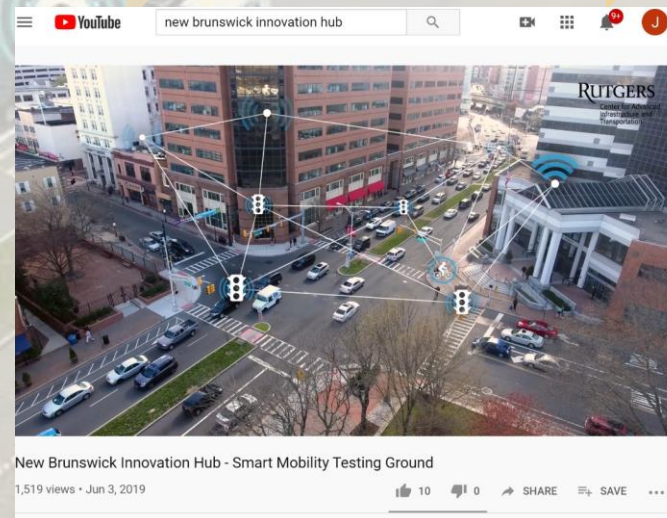 YouTube
new brunswick innovation hub
9+
J
RUTGERS
Center for Advanced
Infrastructure and
Transportation
New Brunswick Innovation Hub - Smart Mobility Testing Ground
1,519 views • Jun 3, 2019
10
0
SHARE
SAVE